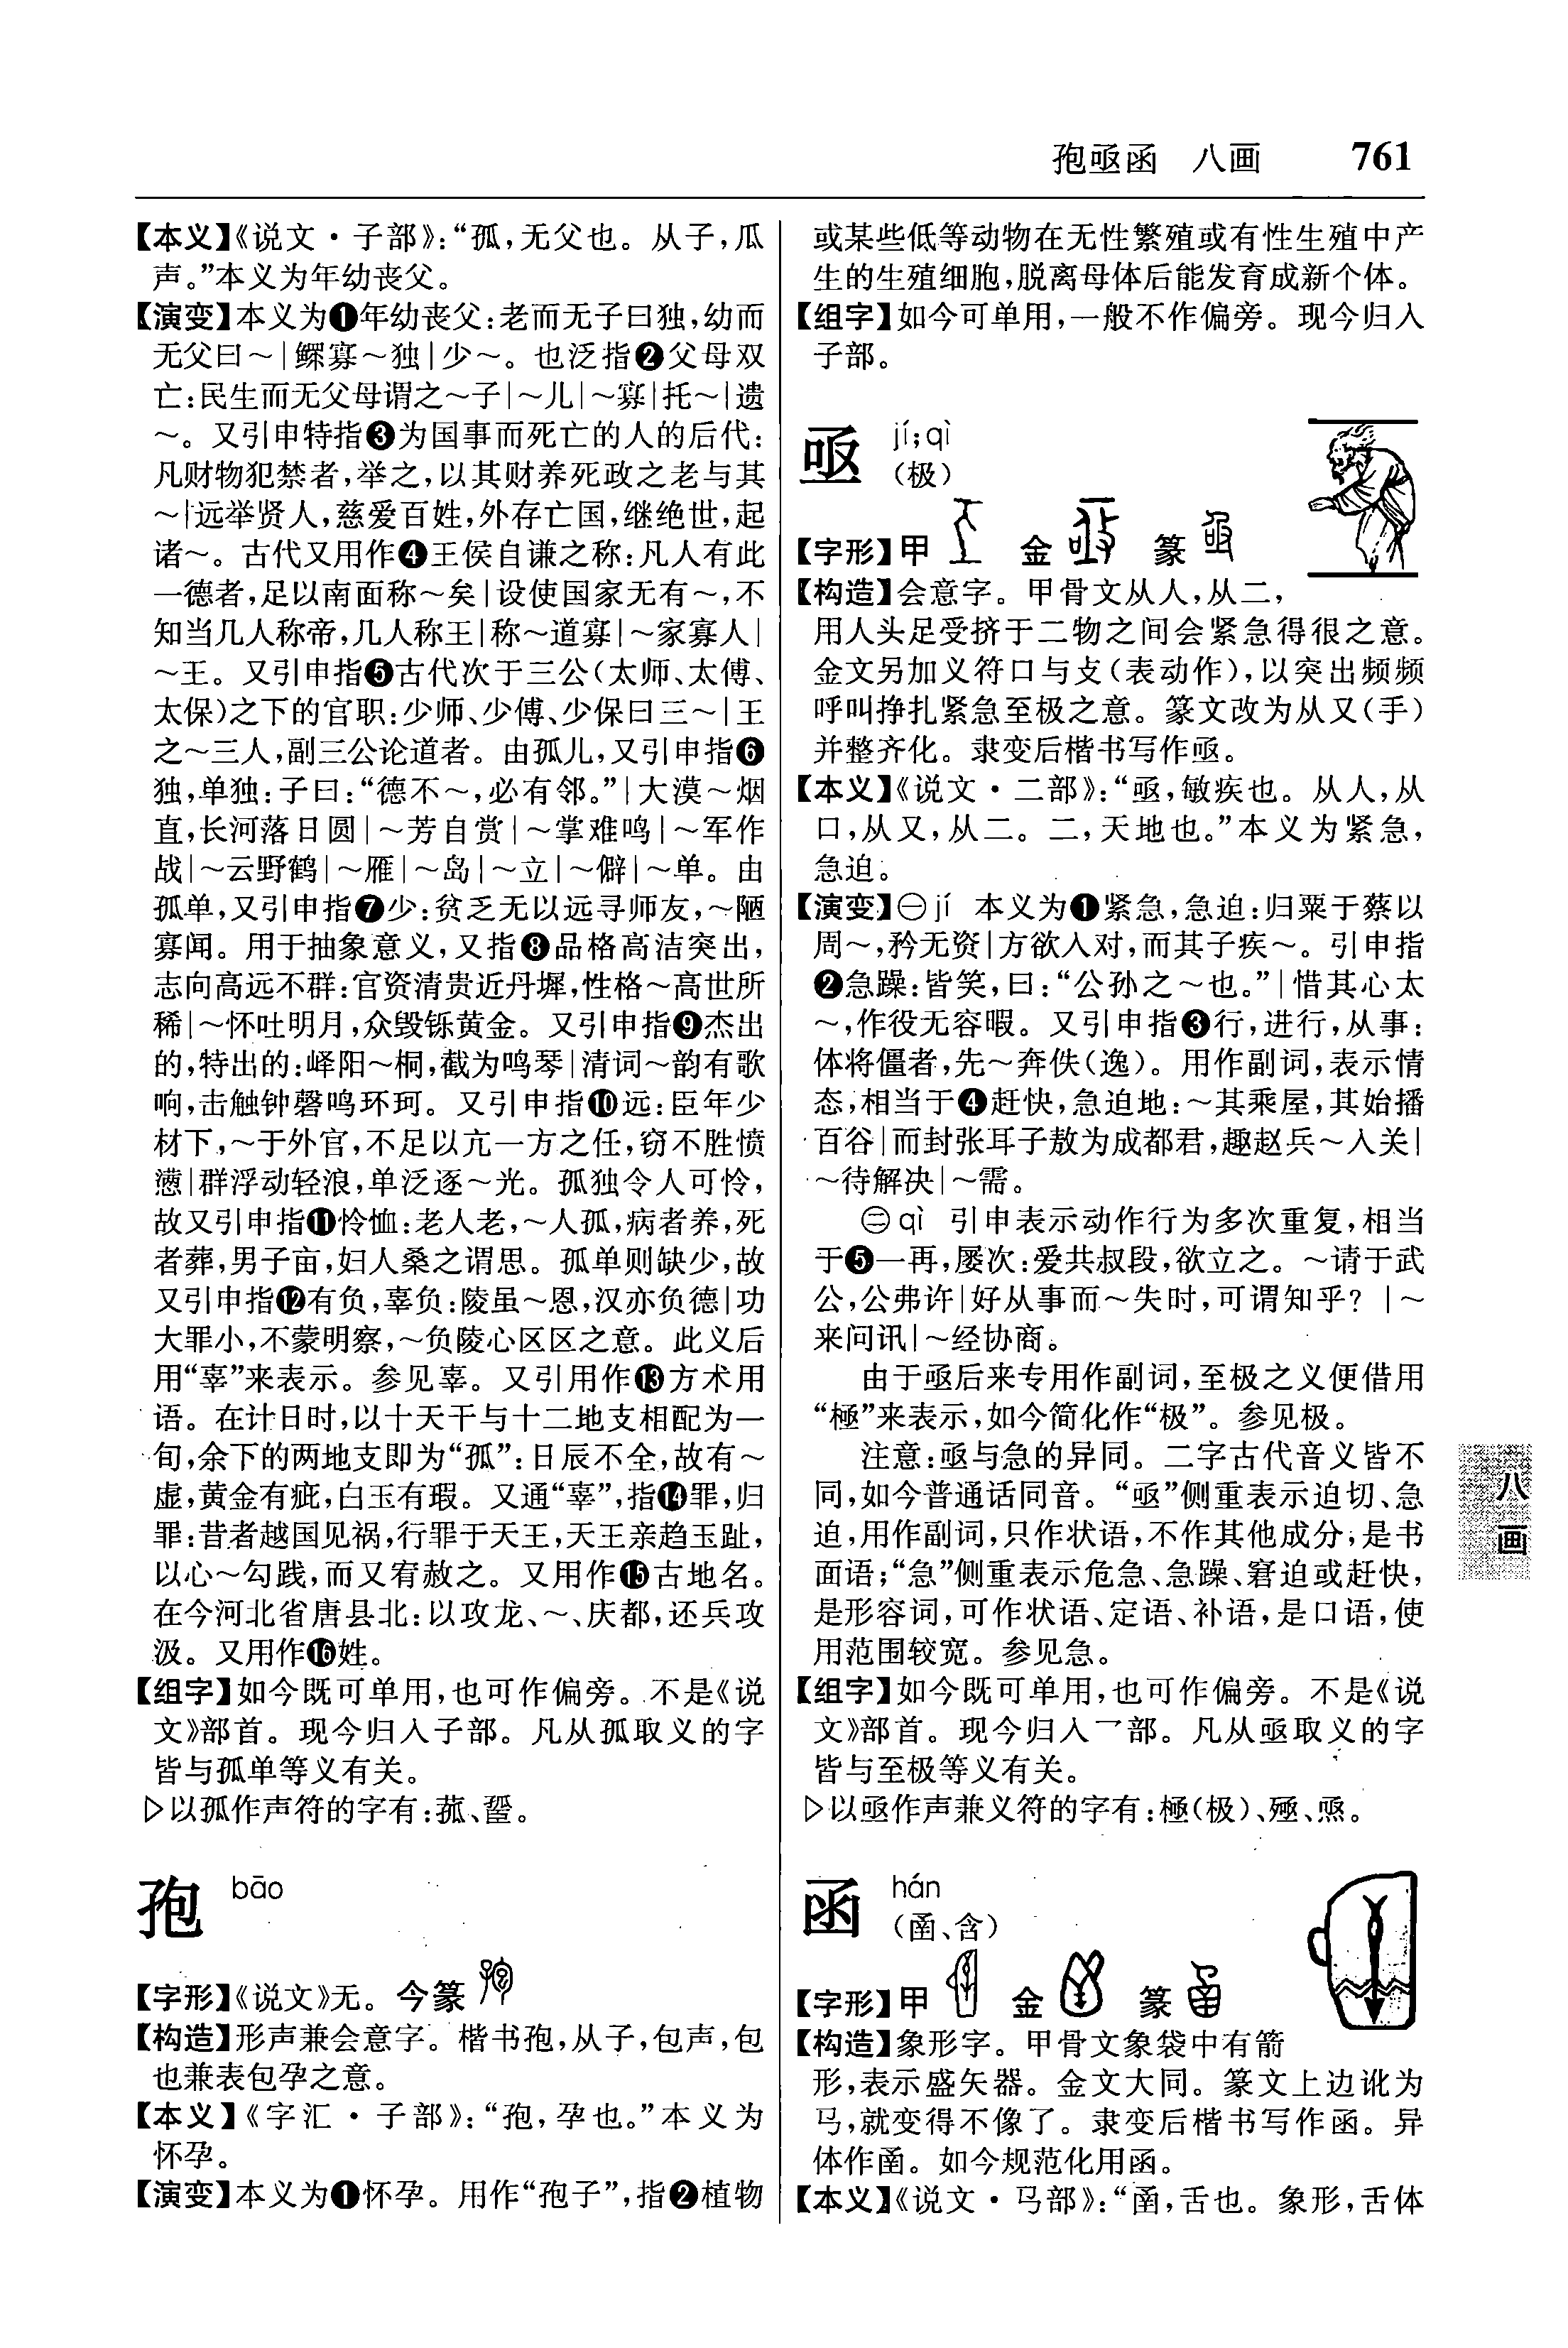 孢亟函 八画 761
【本义】《说文·子部》：“孤，无父也。从子，瓜
声。”本义为年幼丧父。
【演变】本义为❶年幼丧父：老而无子曰独，幼而
无父曰～|鳏寡～独|少～。也泛指❷父母双
亡：民生而无父母谓之～子|～儿|～寡|托～|遗
～。又引申特指❸为国事而死亡的人的后代：
凡财物犯禁者，举之，以其财养死政之老与其
～|远举贤人，慈爱百姓，外存亡国，继绝世，起
诸～。古代又用作❹王侯自谦之称：凡人有此
一德者，足以南面称～矣|设使国家无有～，不
知当几人称帝，几人称王|称～道寡|～家寡人|
～王。又引申指❺古代次于三公（太师、太傅、
太保）之下的官职：少师、少傅、少保曰三～|王
之～三人，副三公论道者。由孤儿，又引申指❻
独，单独：子曰：“德不～，必有邻。”|大漠～烟
直，长河落日圆|～芳自赏|～掌难鸣|～军作
战|～云野鹤|～雁|～岛|～立|～僻|～单。由
孤单，又引申指❼少：贫乏无以远寻师友，～陋
寡闻。用于抽象意义，又指❽品格高洁突出，
志向高远不群：官资清贵近丹墀，性格～高世所
稀|～怀吐明月，众毁铄黄金。又引申指❾杰出
的，特出的：峄阳～桐，截为鸣琴|清词～韵有歌
响，击触钟磬鸣环珂。又引申指❿远：臣年少
材下，～于外官，不足以亢一方之任，窃不胜愤
懑|群浮动轻浪，单泛逐～光。孤独令人可怜，
故又引申指⓫怜恤：老人老，～人孤，病者养，死
者葬，男子亩，妇人桑之谓思。孤单则缺少，故
又引申指⓬有负，辜负：陵虽～恩，汉亦负德|功
大罪小，不蒙明察，～负陵心区区之意。此义后
用“辜”来表示。参见辜。又引用作⓭方术用
语。在计日时，以十天干与十二地支相配为一
旬，余下的两地支即为“孤”：日辰不全，故有～
虚，黄金有疵，白玉有瑕。又通“辜”，指⓮罪，归
罪：昔者越国见祸，行罪于天王，天王亲趋玉趾，
以心～勾践，而又宥赦之。又用作⓯古地名。
在今河北省唐县北：以攻龙、～、庆都，还兵攻
汲。又用作⓰姓。
【组字】如今既可单用，也可作偏旁。不是《说
文》部首。现今归入子部。凡从孤取义的字
皆与孤单等义有关。
▷以孤作声符的字有：菰、。
孢 bāo
【字形】《说文》无。今篆
【构造】形声兼会意字。楷书孢，从子，包声，包
也兼表包孕之意。
【本义】《字汇·子部》：“孢，孕也。”本义为
怀孕。
【演变】本义为❶怀孕。用作“孢子”，指❷植物
或某些低等动物在无性繁殖或有性生殖中产
生的生殖细胞，脱离母体后能发育成新个体。
【组字】如今可单用，一般不作偏旁。现今归入
子部。
亟 jí；qì
（极）
【字形】甲 金 篆
【构造】会意字。甲骨文从人，从二，
用人头足受挤于二物之间会紧急得很之意。
金文另加义符口与攴（表动作），以突出频频
呼叫挣扎紧急至极之意。篆文改为从又（手）
并整齐化。隶变后楷书写作亟。
【本义】《说文·二部》：“亟，敏疾也。从人，从
口，从又，从二。二，天地也。”本义为紧急，
急迫。
【演变】㊀jí 本义为❶紧急，急迫：归粟于蔡以
周～，矜无资|方欲入对，而其子疾～。引申指
❷急躁：皆笑，曰：“公孙之～也。”|惜其心太
～，作役无容暇。又引申指❸行，进行，从事：
体将僵者，先～奔佚（逸）。用作副词，表示情
态，相当于❹赶快，急迫地：～其乘屋，其始播
百谷|而封张耳子敖为成都君，趣赵兵～入关|
～待解决|～需。
㊁qì 引申表示动作行为多次重复，相当
于❺一再，屡次：爱共叔段，欲立之。～请于武
公，公弗许|好从事而～失时，可谓知乎？|～
来问讯|～经协商。
由于亟后来专用作副词，至极之义便借用
“極”来表示，如今简化作“极”。参见极。
注意：亟与急的异同。二字古代音义皆不
同，如今普通话同音。“亟”侧重表示迫切、急
迫，用作副词，只作状语，不作其他成分，是书
面语；“急”侧重表示危急、急躁、窘迫或赶快，
是形容词，可作状语、定语、补语，是口语，使
用范围较宽。参见急。
【组字】如今既可单用，也可作偏旁。不是《说
文》部首。现今归入乛部。凡从亟取义的字
皆与至极等义有关。
▷以亟作声兼义符的字有：極（极）、殛、恆。
函 hán
（圅、含）
【字形】甲 金 篆
【构造】象形字。甲骨文象袋中有箭
形，表示盛矢器。金文大同。篆文上边讹为
马，就变得不像了。隶变后楷书写作函。异
体作圅。如今规范化用函。
【本义】《说文·马部》：“圅，舌也。象形，舌体
八画